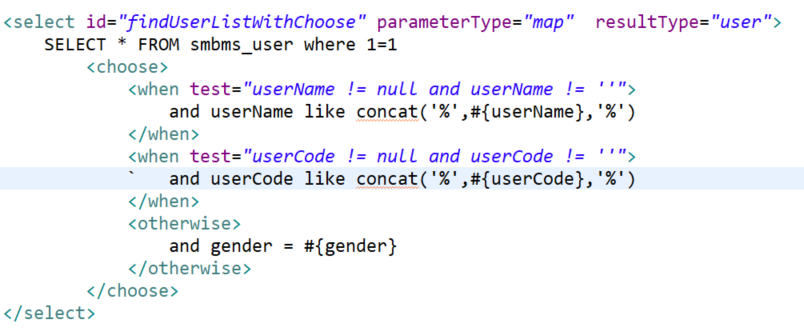 <select id="findUserListWithChoose" parameterType="map"  resultType="user">
    SELECT * FROM smbms_user where 1=1
        <choose>
            <when test="userName != null and userName != ''">
                and userName like concat('%',#{userName},'%')
            </when>
            <when test="userCode != null and userCode != ''">
            `   and userCode like concat('%',#{userCode},'%')
            </when>
            <otherwise>
                and gender = #{gender}
            </otherwise>
        </choose>
</select>